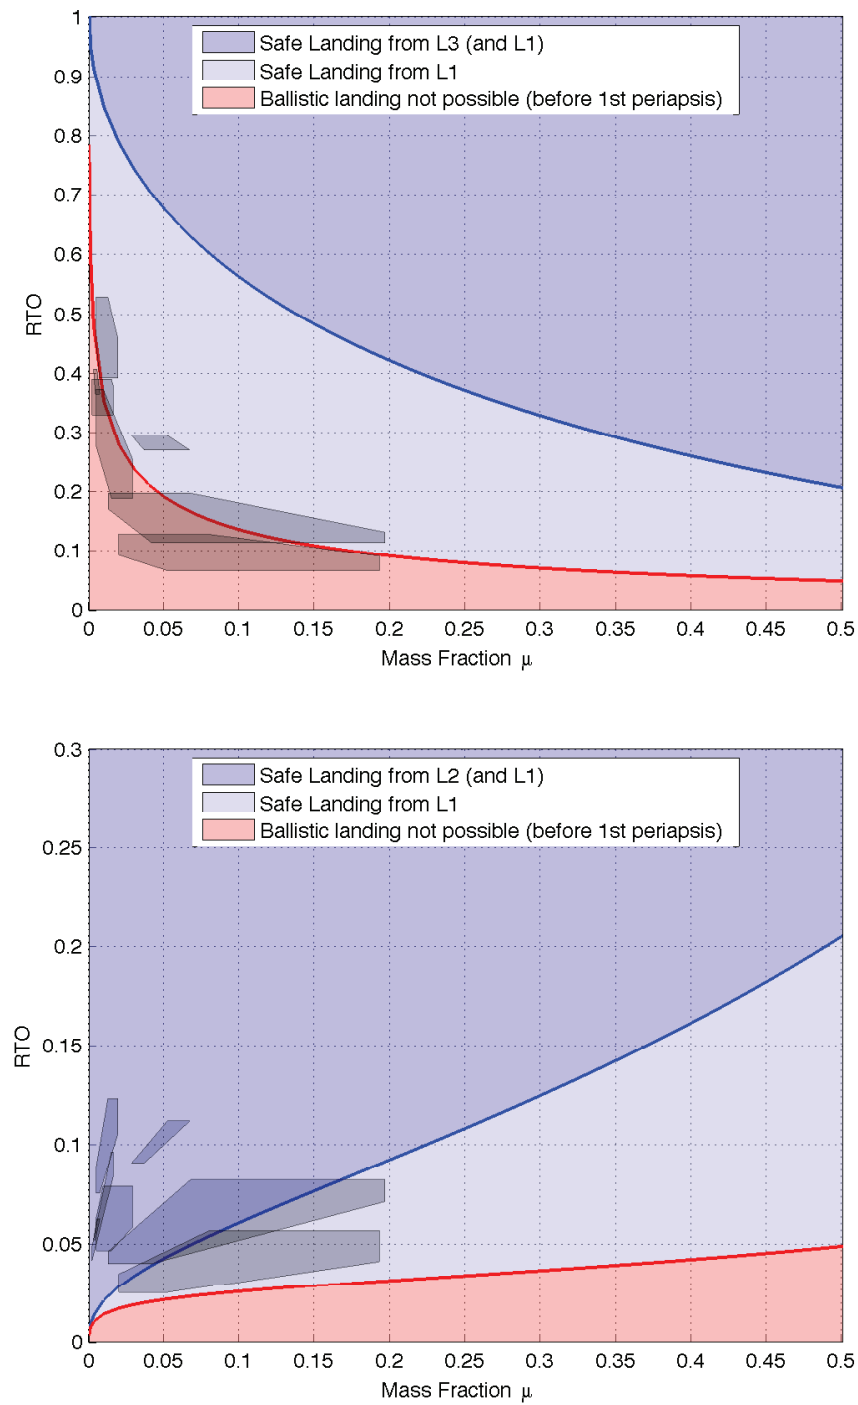 1
0.9
0.8
0.7
0.6
0.5
0.4
0.3
0.2
0.1
0
RTO
Safe Landing from L3 (and L1)
Safe Landing from L1
Ballistic landing not possible (before 1st periapsis)
0 0.05 0.1 0.15 0.2 0.25 0.3 0.35 0.4 0.45 0.5
Mass Fraction μ
0.3
0.25
0.2
0.15
0.1
0.05
0
RTO
Safe Landing from L2 (and L1)
Safe Landing from L1
Ballistic landing not possible (before 1st periapsis)
0 0.05 0.1 0.15 0.2 0.25 0.3 0.35 0.4 0.45 0.5
Mass Fraction μ